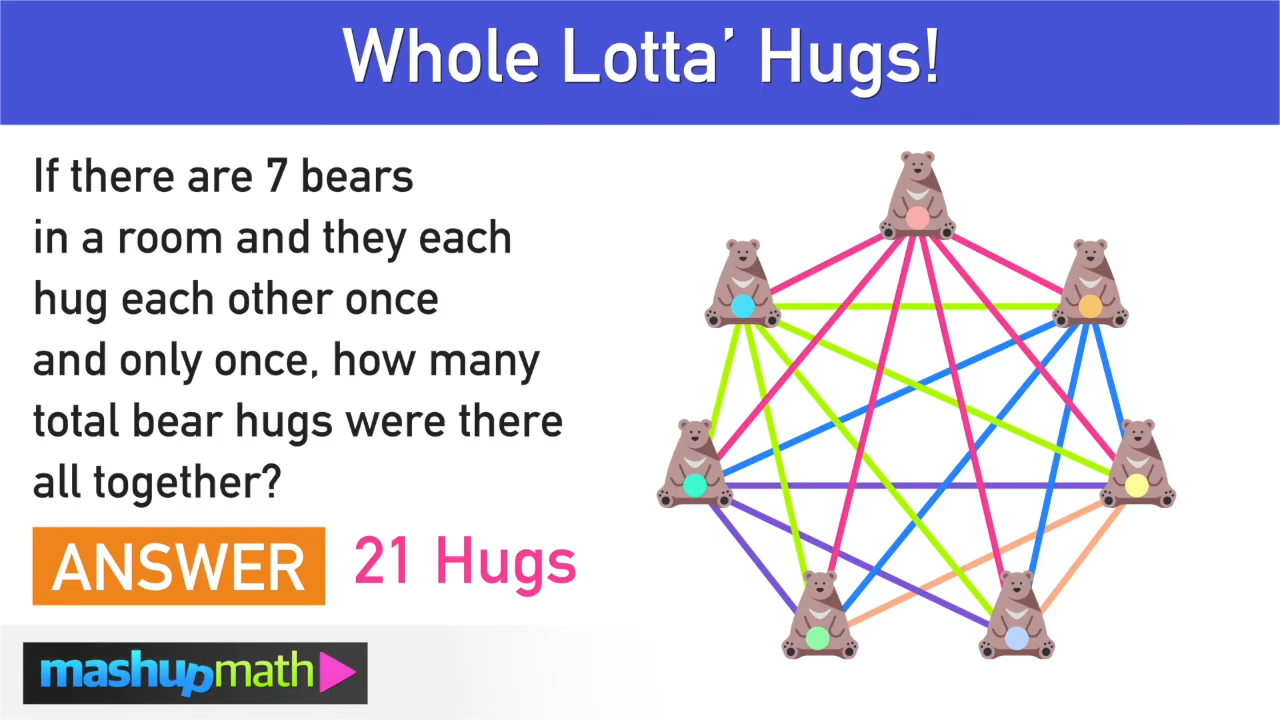 Whole Lotta’ Hugs!
If there are 7 bears
in a room and they each
hug each other once
and only once, how many
total bear hugs were there
all together?
ANSWER 21 Hugs
mashupmath